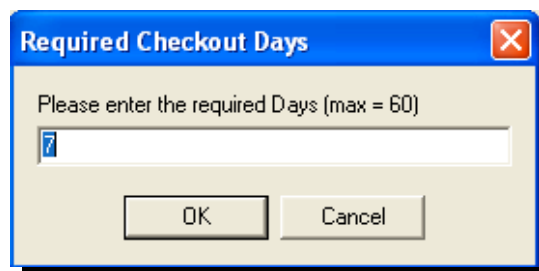 Required Checkout Days
Please enter the required Days (max = 60)
7
OK Cancel